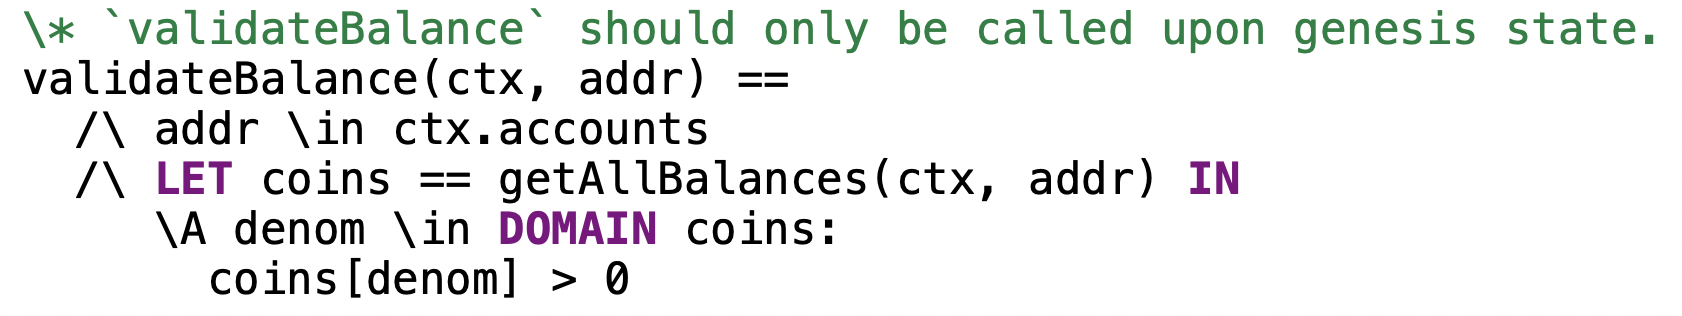 \* `validateBalance` should only be called upon genesis state.
validateBalance(ctx, addr) ==
  /\ addr \in ctx.accounts
  /\ LET coins == getAllBalances(ctx, addr) IN
     \A denom \in DOMAIN coins:
       coins[denom] > 0